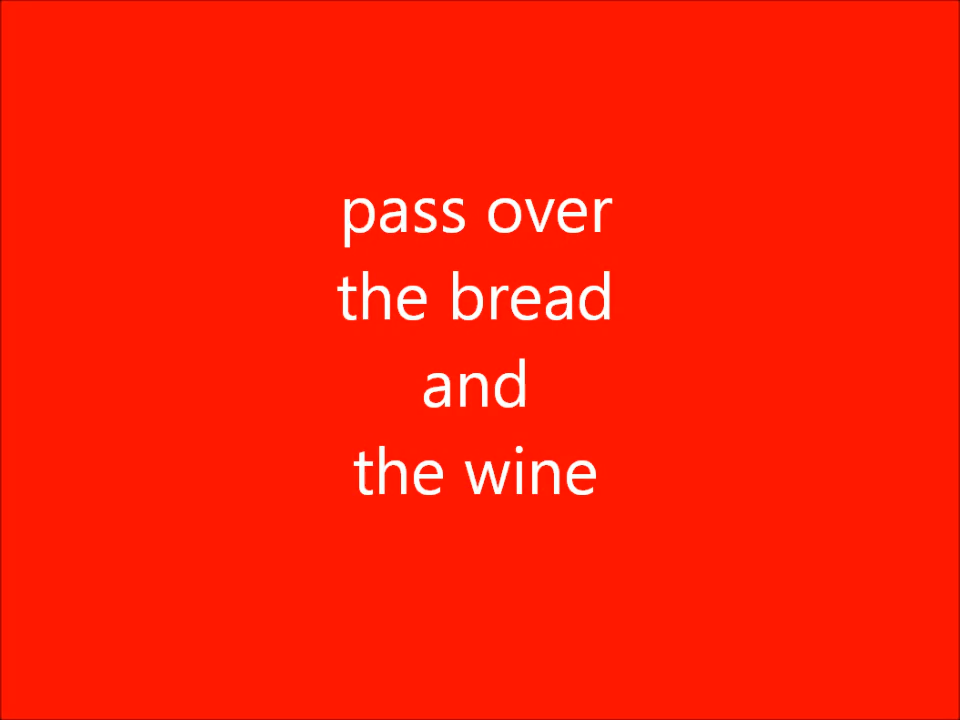 pass over
the bread
and
the wine